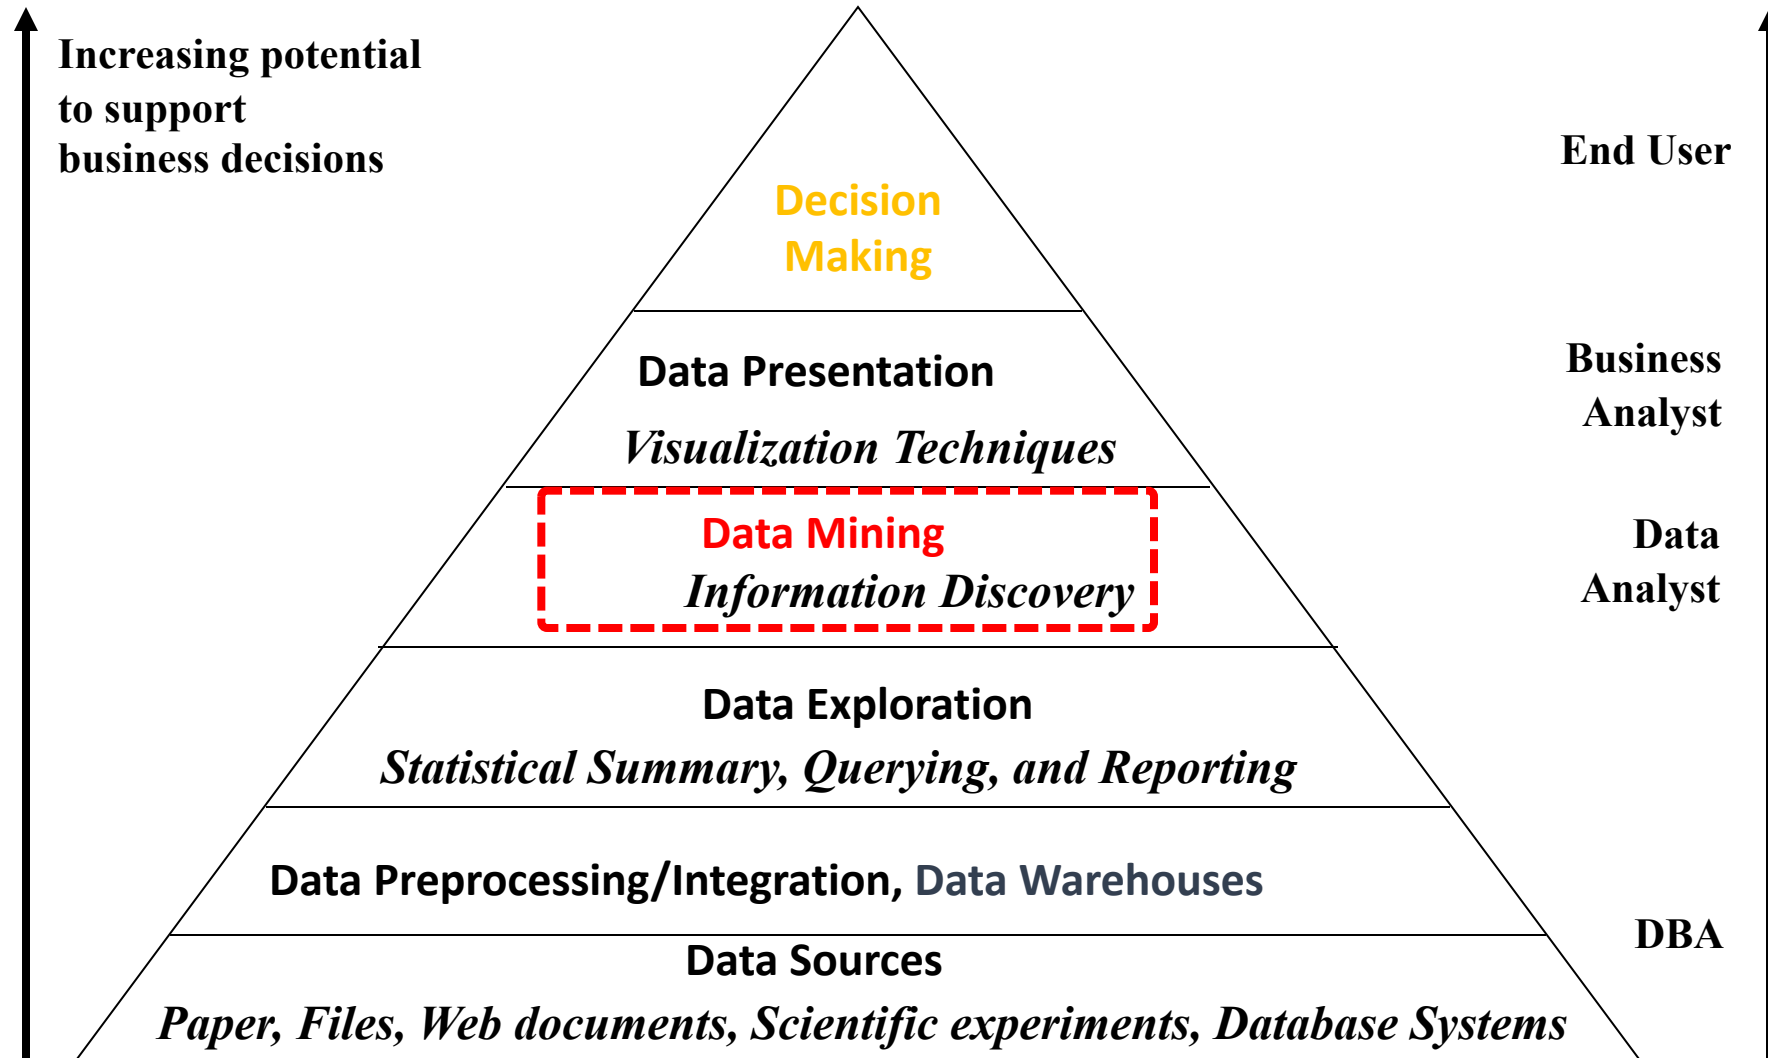 Increasing potential
to support
business decisions
End User
Decision
Making
Data Presentation
Visualization Techniques
Business
Analyst
Data Mining
Information Discovery
Data
Analyst
Data Exploration
Statistical Summary, Querying, and Reporting
Data Preprocessing/Integration, Data Warehouses
DBA
Data Sources
Paper, Files, Web documents, Scientific experiments, Database Systems